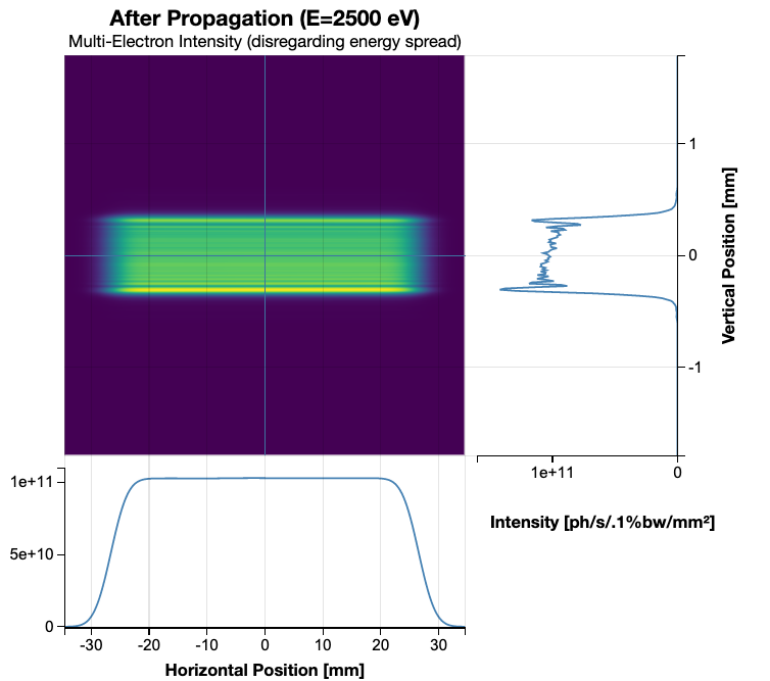 After Propagation (E=2500 eV)
Multi-Electron Intensity (disregarding energy spread)
1
0
-1
Vertical Position [mm]
1e+11
0
Intensity [ph/s/.1%bw/mm²]
1e+11
5e+10
0
-30
-20
-10
0
10
20
30
Horizontal Position [mm]